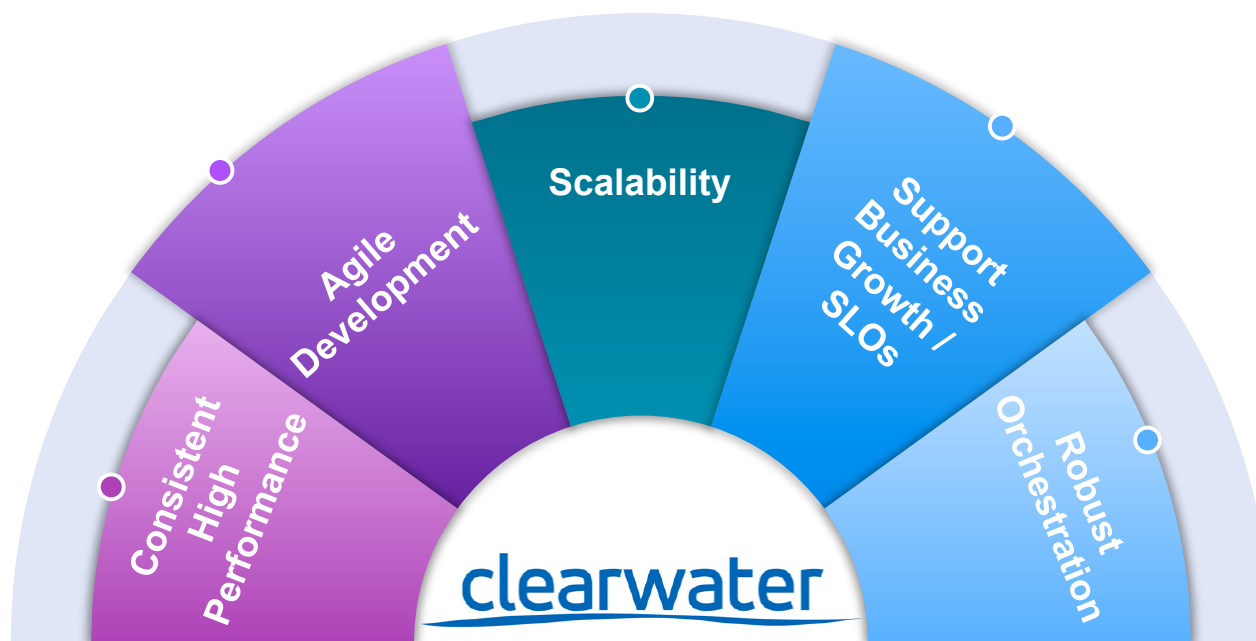 Consistent
High
Performance
Agile
Development
Scalability
Support
Business
Growth /
SLOs
Robust
Orchestration
clearwater